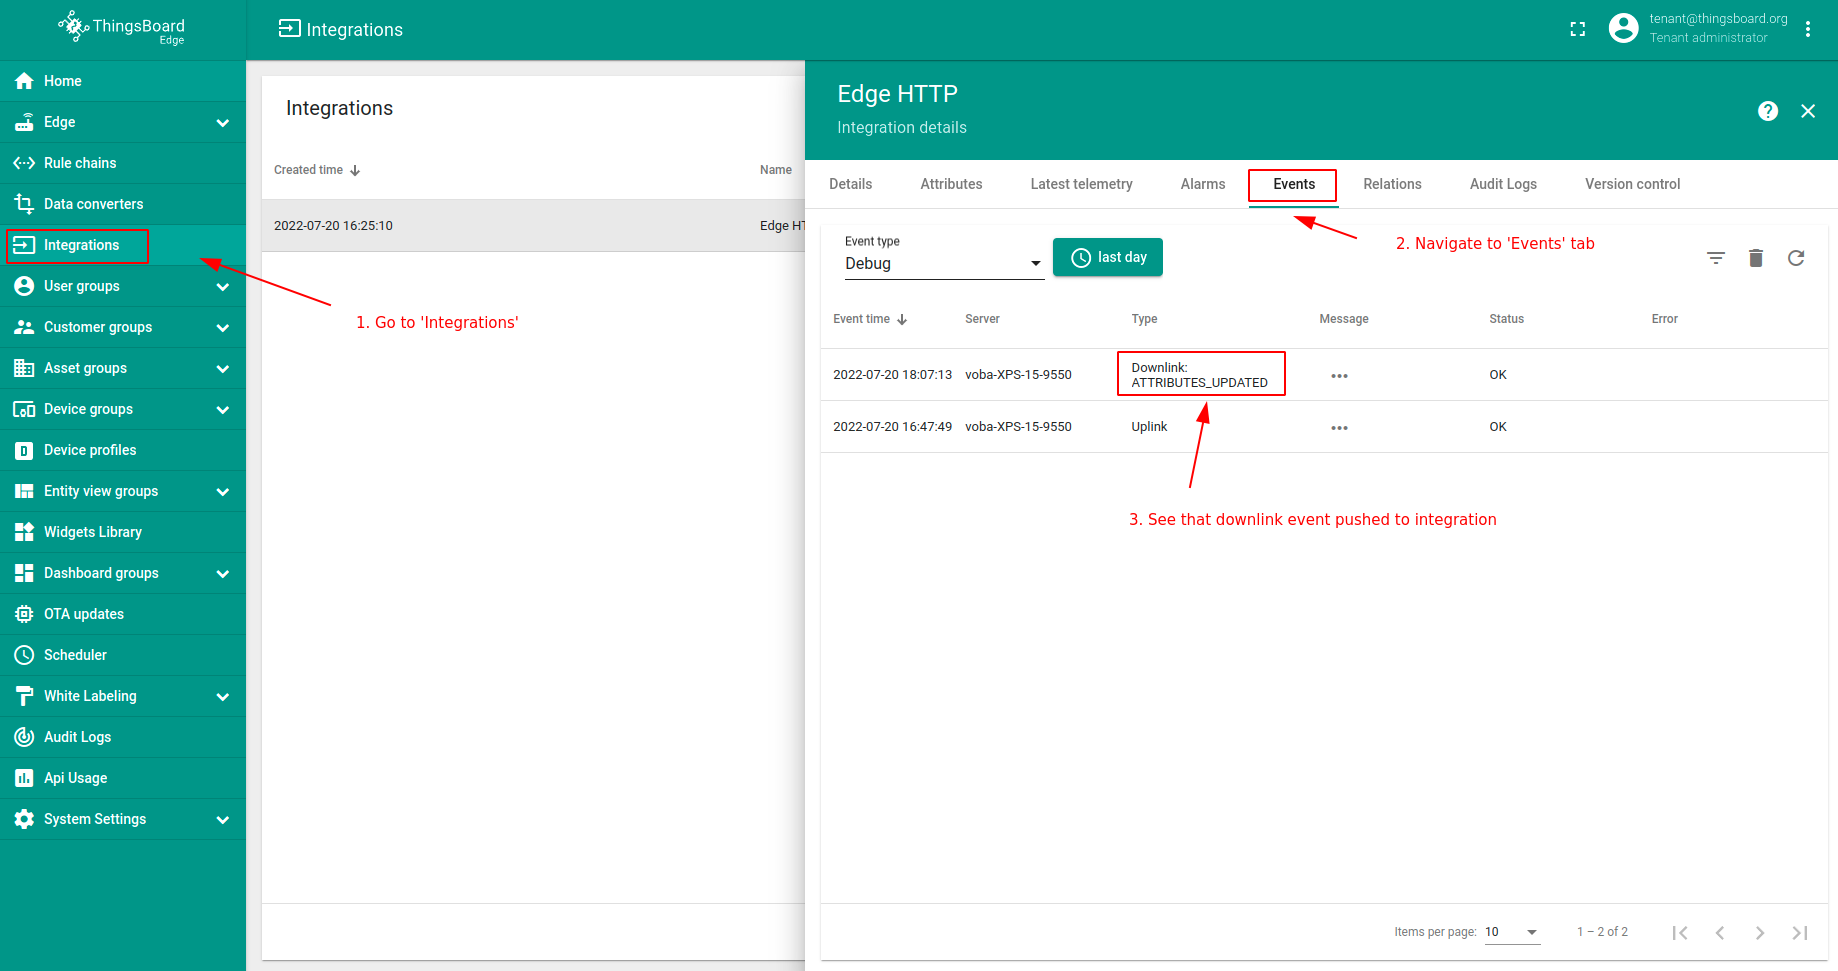 ThingsBoard
Edge
Integrations
tenant@thingsboard.org
Tenant administrator
Home
Edge
Rule chains
Data converters
Integrations
User groups
Customer groups
Asset groups
Device groups
Device profiles
Entity view groups
Widgets Library
Dashboard groups
OTA updates
Scheduler
White Labeling
Audit Logs
Api Usage
System Settings
1. Go to 'Integrations'
Integrations
Created time
Name
2022-07-20 16:25:10
Edge HT
Edge HTTP
Integration details
Details
Attributes
Latest telemetry
Alarms
Events
Relations
Audit Logs
Version control
2. Navigate to 'Events' tab
Event type
Debug
last day
Event time
Server
Type
Message
Status
Error
2022-07-20 18:07:13
voba-XPS-15-9550
Downlink:
ATTRIBUTES_UPDATED
OK
2022-07-20 16:47:49
voba-XPS-15-9550
Uplink
OK
3. See that downlink event pushed to integration
Items per page: 10
1 – 2 of 2